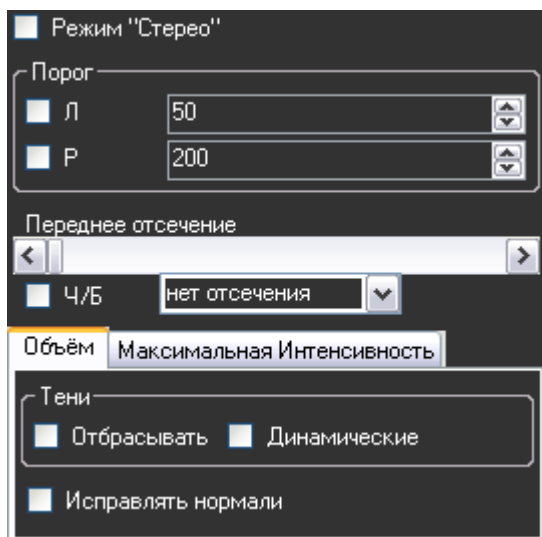 Режим "Стерео"
Порог
Л 50
Р 200
Переднее отсечение
Ч/Б нет отсечения
Объём Максимальная Интенсивность
Тени
Отбрасывать Динамические
Исправлять нормали